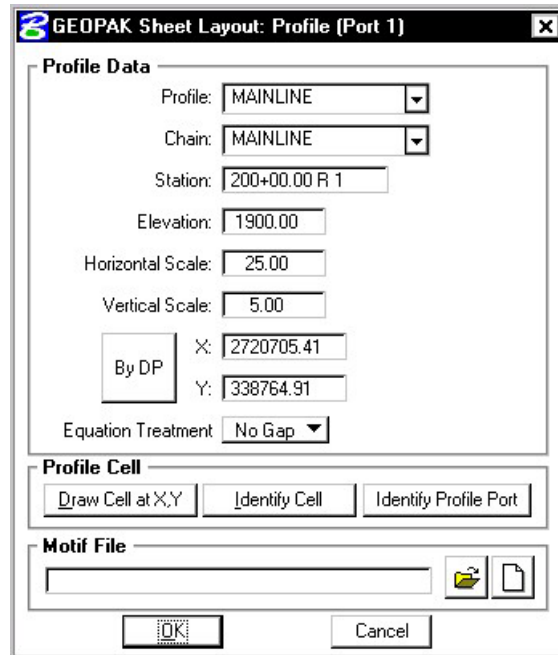 GEOPAK Sheet Layout: Profile (Port 1)
Profile Data
Profile: MAINLINE
Chain: MAINLINE
Station: 200+00.00 R 1
Elevation: 1900.00
Horizontal Scale: 25.00
Vertical Scale: 5.00
By DP
X: 2720705.41
Y: 338764.91
Equation Treatment No Gap
Profile Cell
Draw Cell at X,Y Identify Cell Identify Profile Port
Motif File
OK Cancel